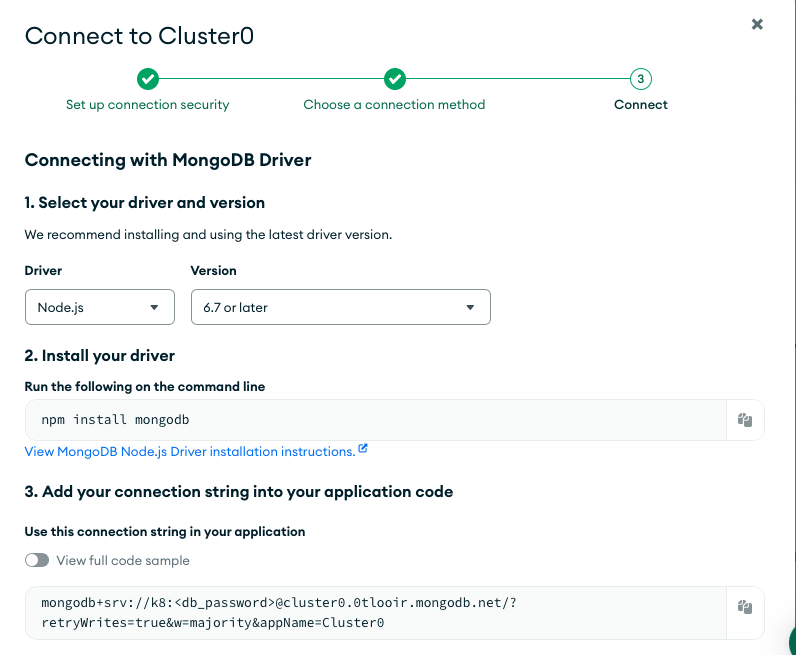 Connect to Cluster0
3
Set up connection security
Choose a connection method
Connect
Connecting with MongoDB Driver
1. Select your driver and version
We recommend installing and using the latest driver version.
Driver
Version
Node.js
6.7 or later
2. Install your driver
Run the following on the command line
npm install mongodb
View MongoDB Node.js Driver installation instructions.
3. Add your connection string into your application code
Use this connection string in your application
View full code sample
mongodb+srv://k8:<db_password>@cluster0.0tlooir.mongodb.net/?
retryWrites=true&w=majority&appName=Cluster0